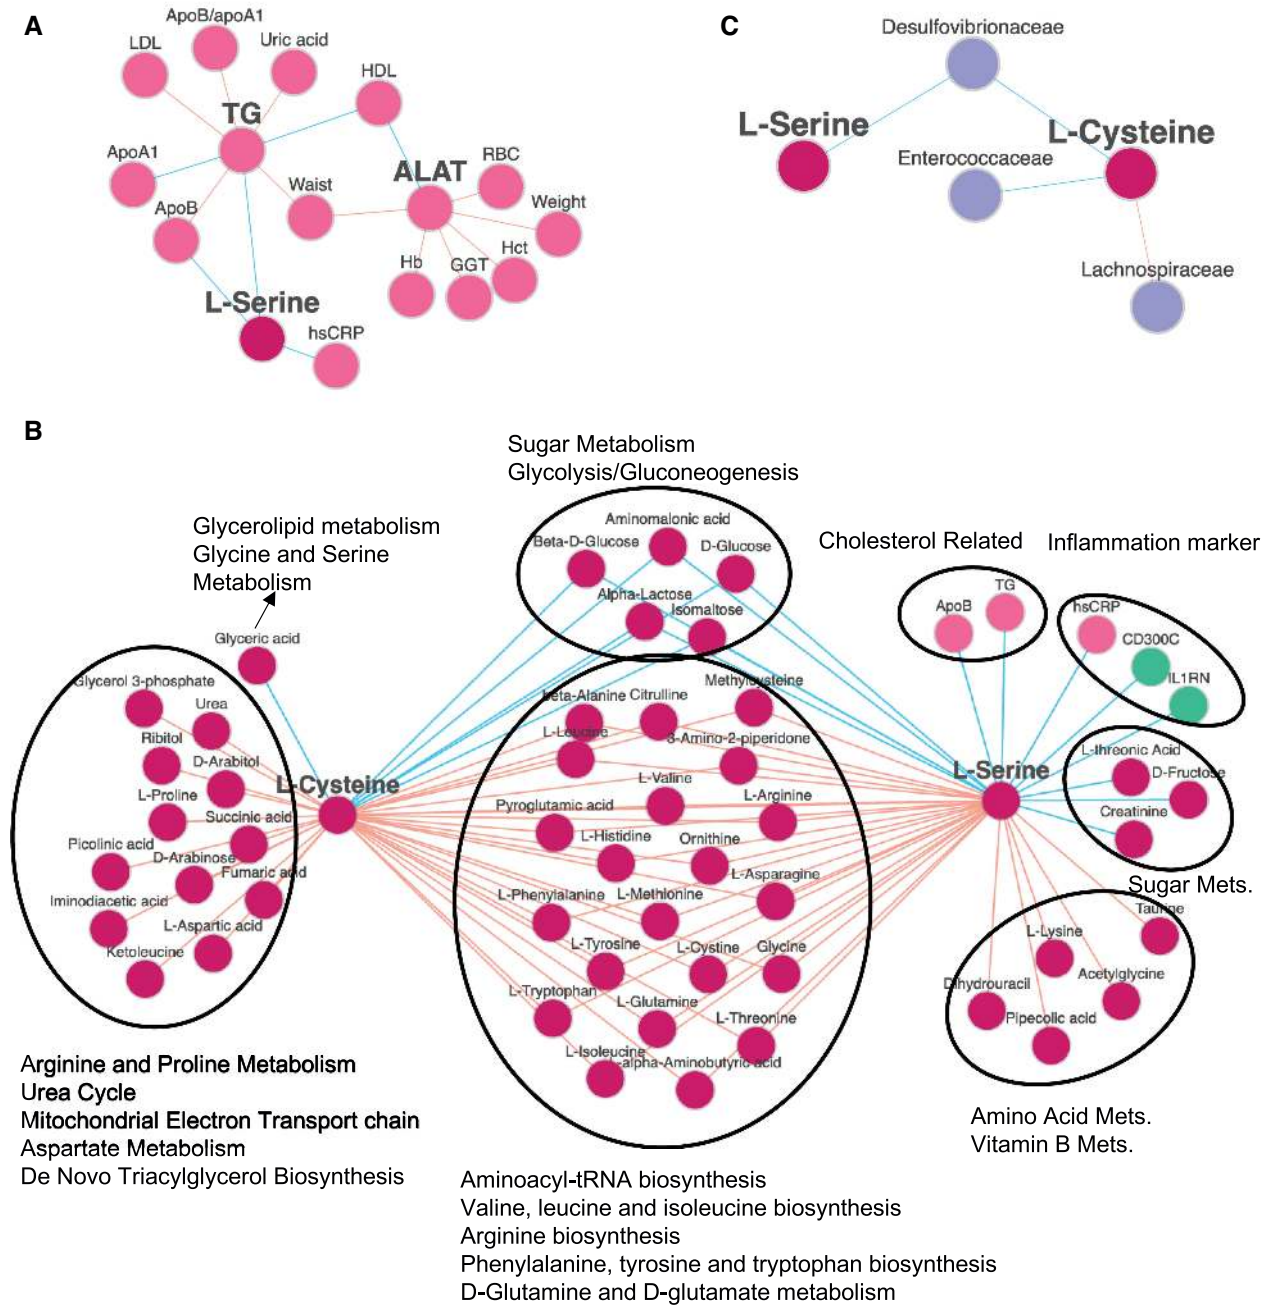 A
ApoB/apoA1
LDL
Uric acid
HDL
TG
ApoA1
ALAT
RBC
Waist
Weight
ApoB
Hb
GGT
Hct
L-Serine
hsCRP
C
Desulfovibrionaceae
L-Serine
L-Cysteine
Enterococcaceae
Lachnospiraceae
B
Sugar Metabolism
Glycolysis/Gluconeogenesis
Glycerolipid metabolism
Glycine and Serine
Metabolism
Glyceric acid
Aminomalonic acid
Beta-D-Glucose
D-Glucose
Alpha-Lactose
Isomaltose
Cholesterol Related
TG
ApoB
Inflammation marker
hsCRP
CD300C
IL1RN
Glycerol 3-phosphate
Urea
Ribitol
D-Arabitol
L-Proline
Succinic acid
Picolinic acid
D-Arabinose
Fumaric acid
Iminodiacetic acid
L-Aspartic acid
Ketoleucine
L-Cysteine
beta-Alanine
Citrulline
Methylcysteine
L-Leucine
3-Amino-2-piperidone
L-Valine
Pyroglutamic acid
L-Arginine
L-Histidine
Ornithine
L-Asparagine
L-Phenylalanine
L-Methionine
L-Tyrosine
L-Cystine
Glycine
L-Tryptophan
L-Glutamine
L-Threonine
L-Isoleucine
L-alpha-Aminobutyric acid
L-Serine
L-Threonic Acid
D-Fructose
Creatinine
Sugar Mets.
Taurine
L-Lysine
Acetylglycine
Dihydrouracil
Pipecolic acid
Amino Acid Mets.
Vitamin B Mets.
Arginine and Proline Metabolism
Urea Cycle
Mitochondrial Electron Transport chain
Aspartate Metabolism
De Novo Triacylglycerol Biosynthesis
Aminoacyl-tRNA biosynthesis
Valine, leucine and isoleucine biosynthesis
Arginine biosynthesis
Phenylalanine, tyrosine and tryptophan biosynthesis
D-Glutamine and D-glutamate metabolism